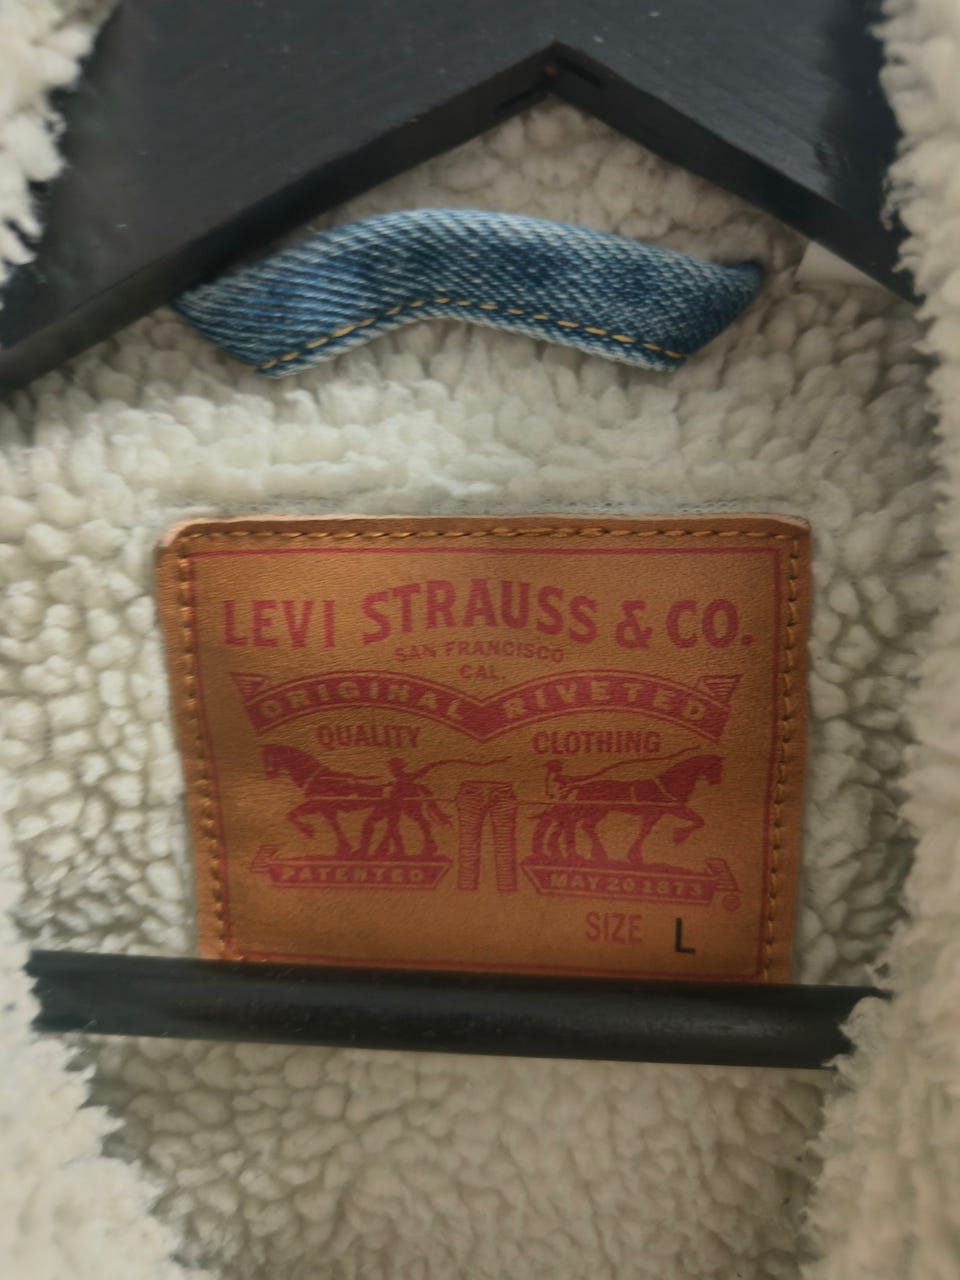 LEVI STRAUSS & CO.
SAN FRANCISCO
CAL.
ORIGINAL RIVETED
QUALITY CLOTHING
PATENTED MAY 20 1873
SIZE L